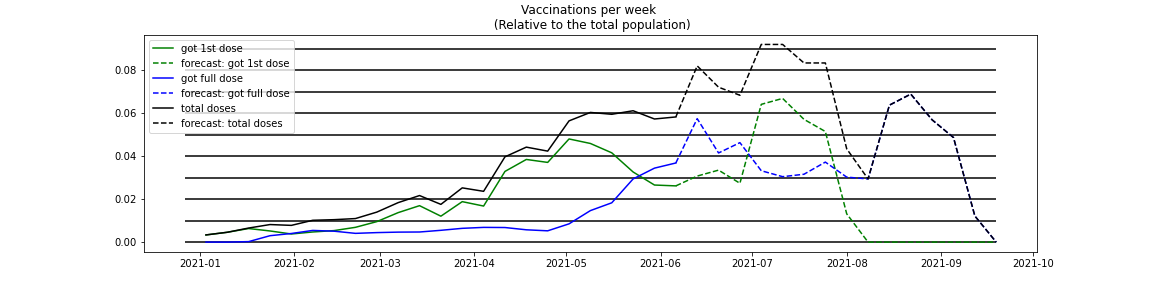 Vaccinations per week
(Relative to the total population)
got 1st dose
forecast: got 1st dose
got full dose
forecast: got full dose
total doses
forecast: total doses
0.08
0.06
0.04
0.02
0.00
2021-01 2021-02 2021-03 2021-04 2021-05 2021-06 2021-07 2021-08 2021-09 2021-10